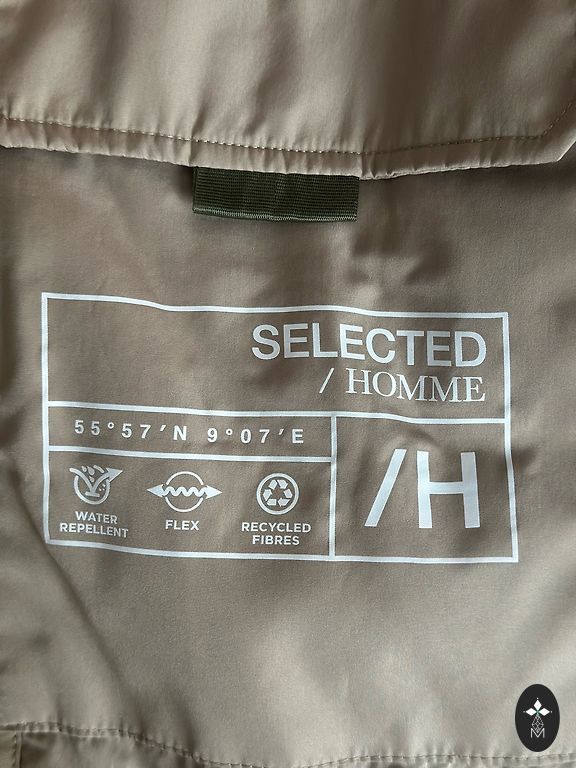 SELECTED
/ HOMME
55°57′N 9°07′E
/H
WATER
REPELLENT
FLEX
RECYCLED
FIBRES
M